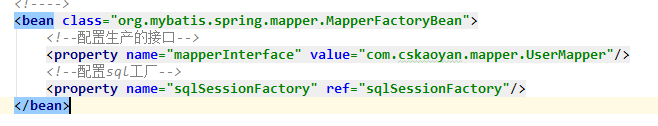 <!---->
<bean class="org.mybatis.spring.mapper.MapperFactoryBean">
<!--配置生产的接口-->
<property name="mapperInterface" value="com.cskaoyan.mapper.UserMapper"/>
<!--配置sql工厂-->
<property name="sqlSessionFactory" ref="sqlSessionFactory"/>
</bean>